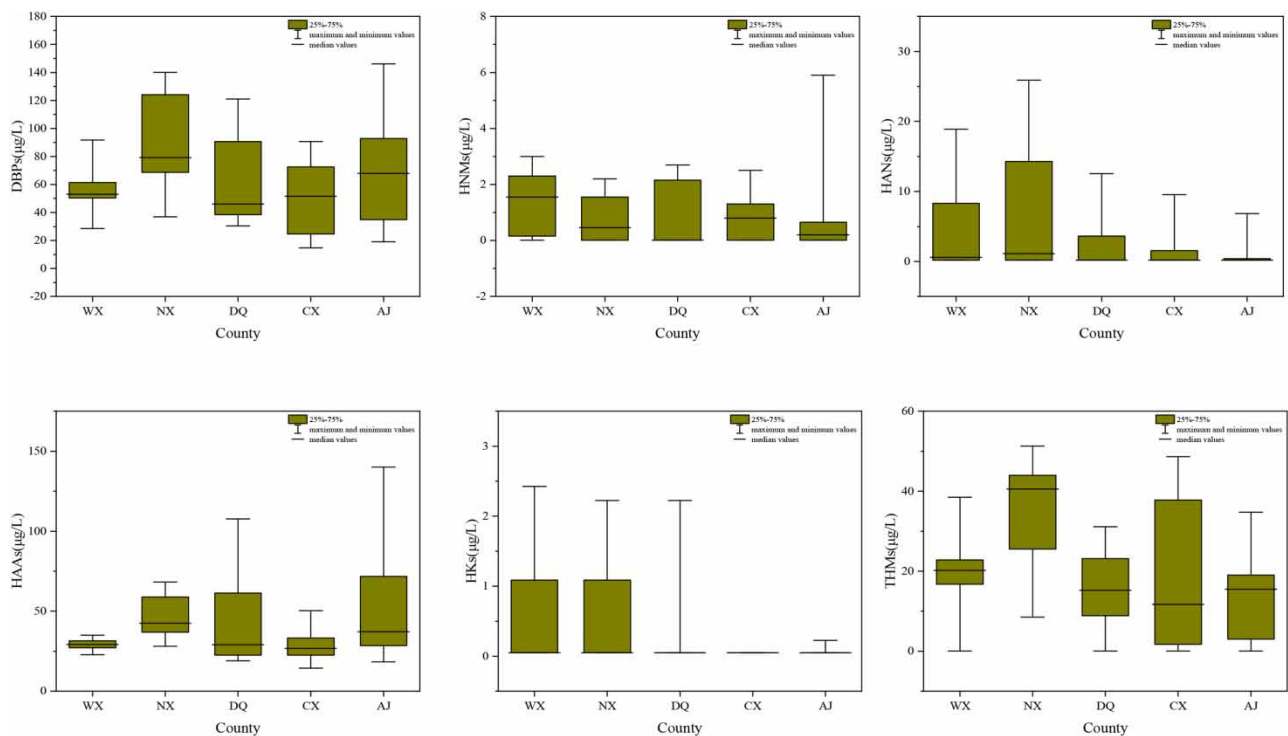 25%-75%
maximum and minimum values
median values
DBPs(μg/L)
180
160
140
120
100
80
60
40
20
0
-20
WX NX DQ CX AJ
County
25%-75%
maximum and minimum values
median values
HNMs(μg/L)
8
6
4
2
0
-2
WX NX DQ CX AJ
County
25%-75%
maximum and minimum values
median values
HANs(μg/L)
30
20
10
0
WX NX DQ CX AJ
County
25%-75%
maximum and minimum values
median values
HAAs(μg/L)
150
100
50
0
WX NX DQ CX AJ
County
25%-75%
maximum and minimum values
median values
HKs(μg/L)
3
2
1
0
WX NX DQ CX AJ
County
25%-75%
maximum and minimum values
median values
THMs(μg/L)
60
40
20
0
WX NX DQ CX AJ
County